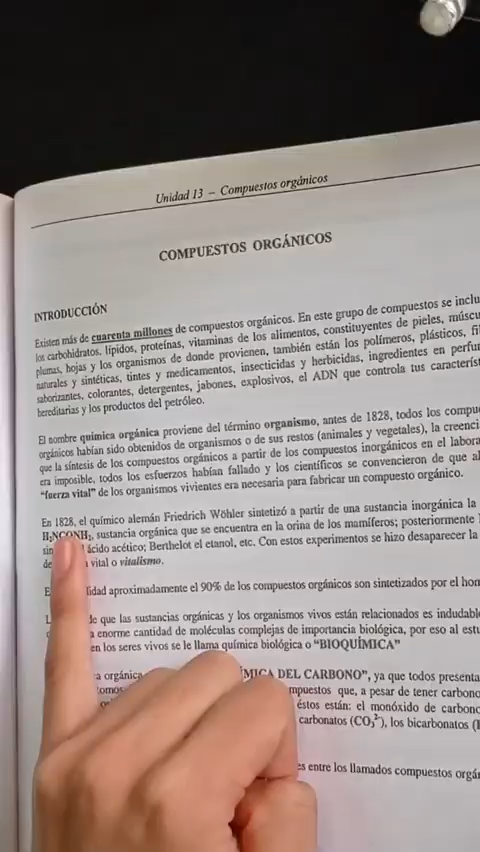 Unidad 13 – Compuestos orgánicos
COMPUESTOS ORGÁNICOS
INTRODUCCIÓN
Existen más de cuarenta millones de compuestos orgánicos. En este grupo de compuestos se inclu
los carbohidratos, lípidos, proteínas, vitaminas de los alimentos, constituyentes de pieles, múscu
plumas, hojas y los organismos de donde provienen, también están los polímeros, plásticos, fi
naturales y sintéticas, tintes y medicamentos, insecticidas y herbicidas, ingredientes en perfu
saborizantes, colorantes, detergentes, jabones, explosivos, el ADN que controla tus característ
hereditarias y los productos del petróleo.
El nombre química orgánica proviene del término organismo, antes de 1828, todos los compu
orgánicos habían sido obtenidos de organismos o de sus restos (animales y vegetales), la creenci
que la síntesis de los compuestos orgánicos a partir de los compuestos inorgánicos en el labora
era imposible, todos los esfuerzos habían fallado y los científicos se convencieron de que al
"fuerza vital" de los organismos vivientes era necesaria para fabricar un compuesto orgánico.
En 1828, el químico alemán Friedrich Wöhler sintetizó a partir de una sustancia inorgánica la
H₂NCONH₂, sustancia orgánica que se encuentra en la orina de los mamíferos; posteriormente
sin ácido acético; Berthelot el etanol, etc. Con estos experimentos se hizo desaparecer la
de vital o vitalismo.
E lidad aproximadamente el 90% de los compuestos orgánicos son sintetizados por el hom
L de que las sustancias orgánicas y los organismos vivos están relacionados es indudabl
a enorme cantidad de moléculas complejas de importancia biológica, por eso al estu
en los seres vivos se le llama química biológica o "BIOQUÍMICA"
a orgánica MICA DEL CARBONO", ya que todos presenta
omos mpuestos que, a pesar de tener carbono
éstos están: el monóxido de carbono
carbonatos (CO₃²⁻), los bicarbonatos
es entre los llamados compuestos orgá